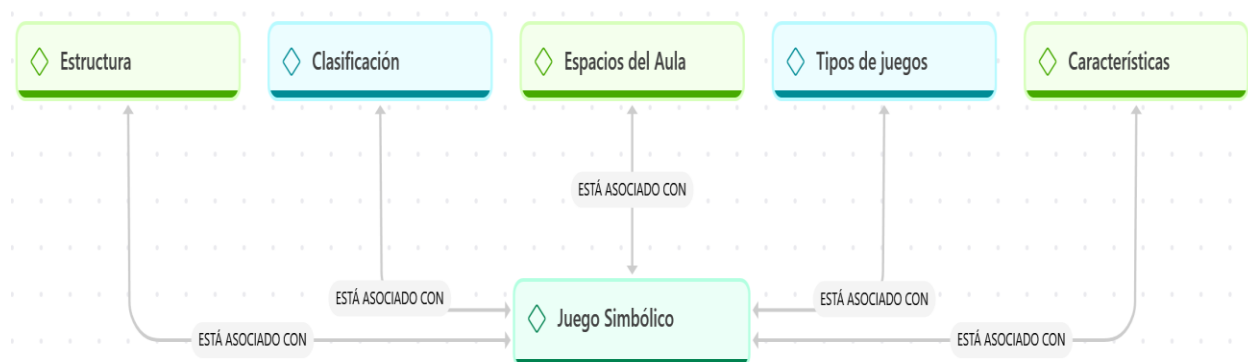 Estructura
Clasificación
Espacios del Aula
Tipos de juegos
Características
ESTÁ ASOCIADO CON
ESTÁ ASOCIADO CON
ESTÁ ASOCIADO CON
Juego Simbólico
ESTÁ ASOCIADO CON
ESTÁ ASOCIADO CON